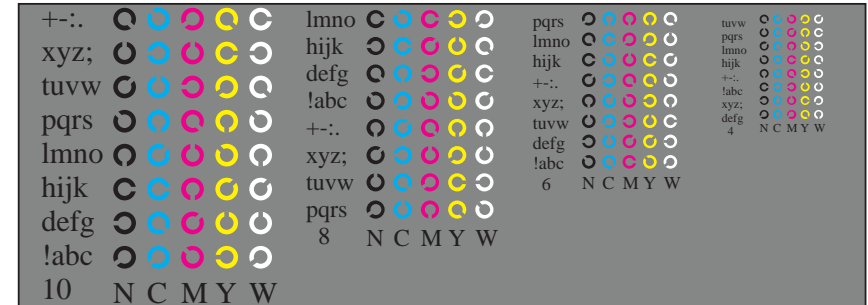 +-:.
xyz;
tuvw
pqrs
lmno
hijk
defg
!abc
10 N C M Y W
lmno
hijk
defg
!abc
+-:.
xyz;
tuvw
pqrs
8 N C M Y W
pqrs
lmno
hijk
+-:.
xyz;
tuvw
defg
!abc
6 N C M Y W
tuvw
pqrs
lmno
hijk
+-:.
!abc
xyz;
defg
4 N C M Y W